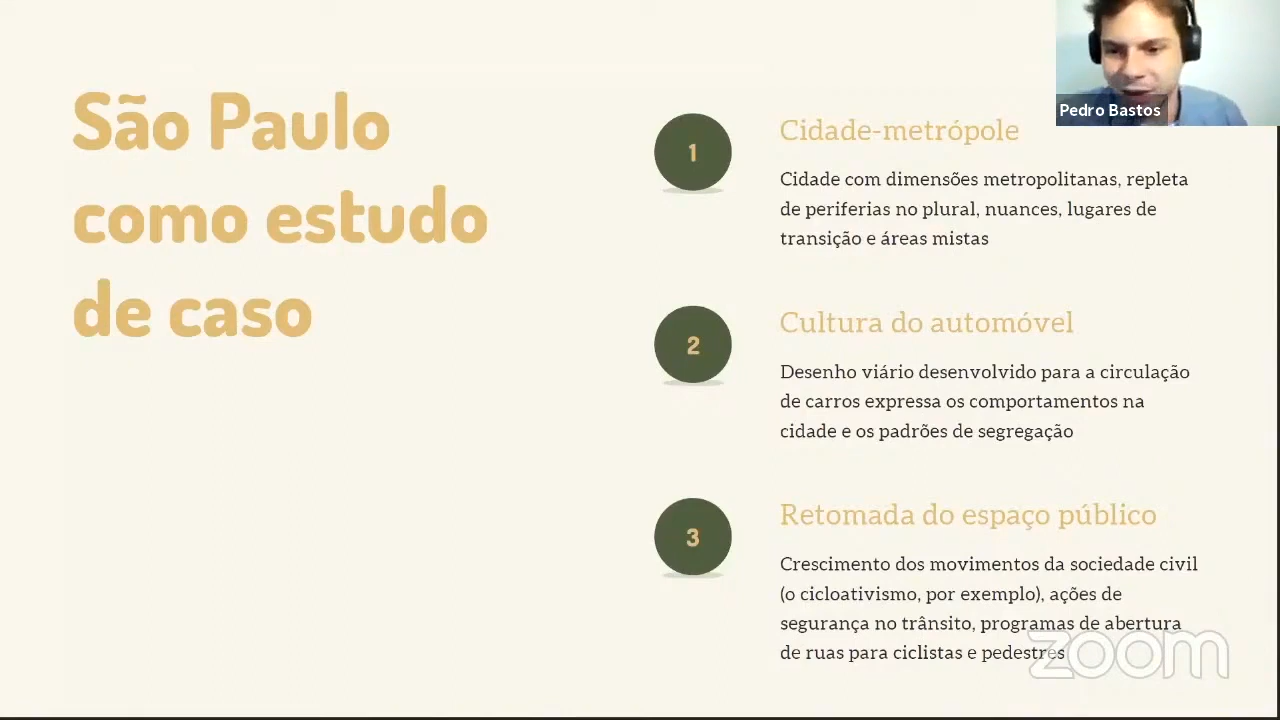 São Paulo
como estudo
de caso
Pedro Bastos
1
Cidade-metrópole
Cidade com dimensões metropolitanas, repleta
de periferias no plural, nuances, lugares de
transição e áreas mistas
2
Cultura do automóvel
Desenho viário desenvolvido para a circulação
de carros expressa os comportamentos na
cidade e os padrões de segregação
3
Retomada do espaço público
Crescimento dos movimentos da sociedade civil
(o cicloativismo, por exemplo), ações de
segurança no trânsito, programas de abertura
de ruas para ciclistas e pedestres
zoom